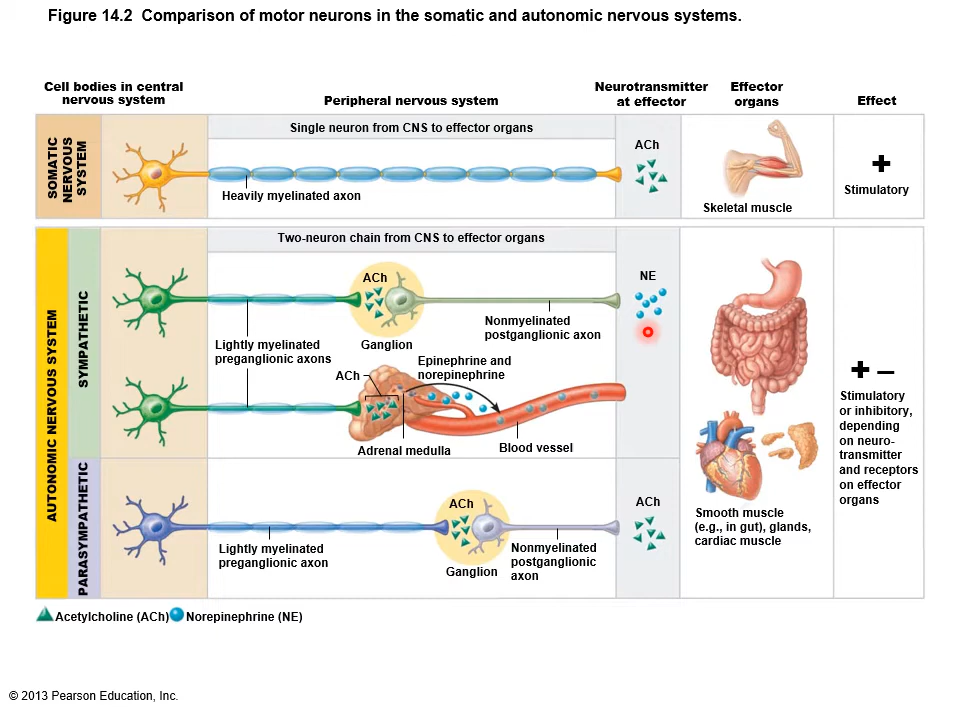 Figure 14.2 Comparison of motor neurons in the somatic and autonomic nervous systems.
Cell bodies in central
nervous system
Peripheral nervous system
Neurotransmitter
at effector
Effector
organs
Effect
SOMATIC
NERVOUS
SYSTEM
Single neuron from CNS to effector organs
Heavily myelinated axon
ACh
Skeletal muscle
+
Stimulatory
AUTONOMIC NERVOUS SYSTEM
SYMPATHETIC
Two-neuron chain from CNS to effector organs
ACh
Ganglion
Lightly myelinated
preganglionic axons
Nonmyelinated
postganglionic axon
NE
ACh
Epinephrine and
norepinephrine
Adrenal medulla
Blood vessel
+ –
Stimulatory
or inhibitory,
depending
on neuro-
transmitter
and receptors
on effector
organs
PARASYMPATHETIC
Lightly myelinated
preganglionic axon
ACh
Ganglion
Nonmyelinated
postganglionic
axon
ACh
Smooth muscle
(e.g., in gut), glands,
cardiac muscle
Acetylcholine (ACh) Norepinephrine (NE)
© 2013 Pearson Education, Inc.